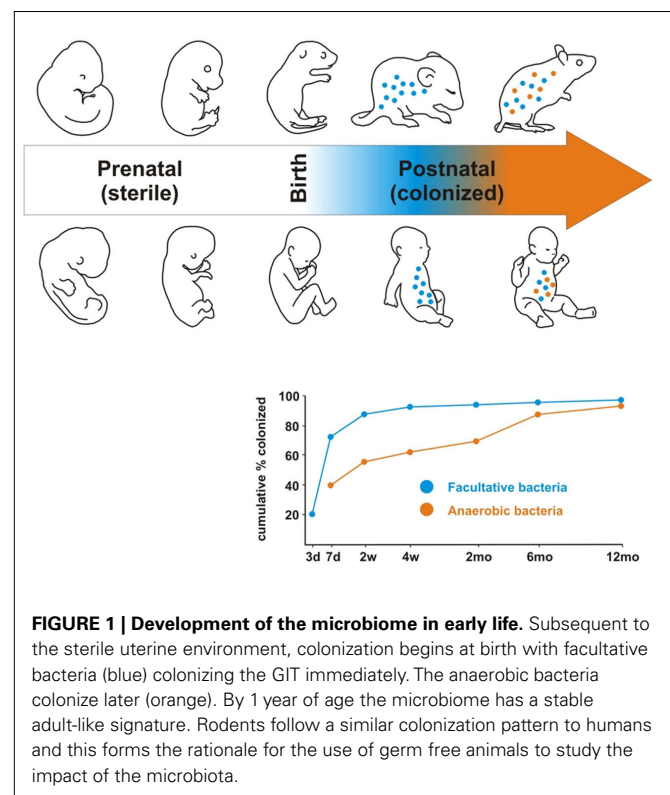 Prenatal
(sterile)
Birth
Postnatal
(colonized)
cumulative % colonized
100
80
60
40
20
Facultative bacteria
Anaerobic bacteria
3d 7d 2w 4w 2mo 6mo 12mo
FIGURE 1 | Development of the microbiome in early life. Subsequent to
the sterile uterine environment, colonization begins at birth with facultative
bacteria (blue) colonizing the GIT immediately. The anaerobic bacteria
colonize later (orange). By 1 year of age the microbiome has a stable
adult-like signature. Rodents follow a similar colonization pattern to humans
and this forms the rationale for the use of germ free animals to study the
impact of the microbiota.